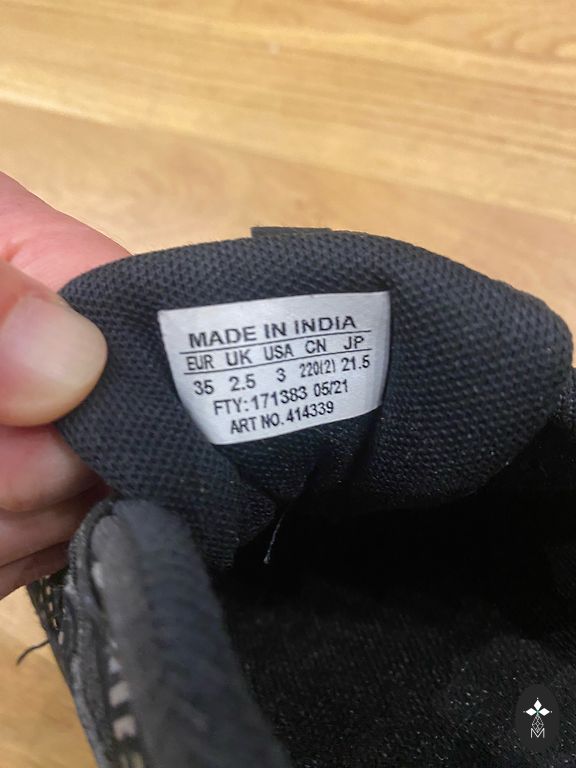 MADE IN INDIA
EUR UK USA CN JP
35 2.5 3 220(2) 21.5
FTY:171383 05/21
ART NO. 414339
M